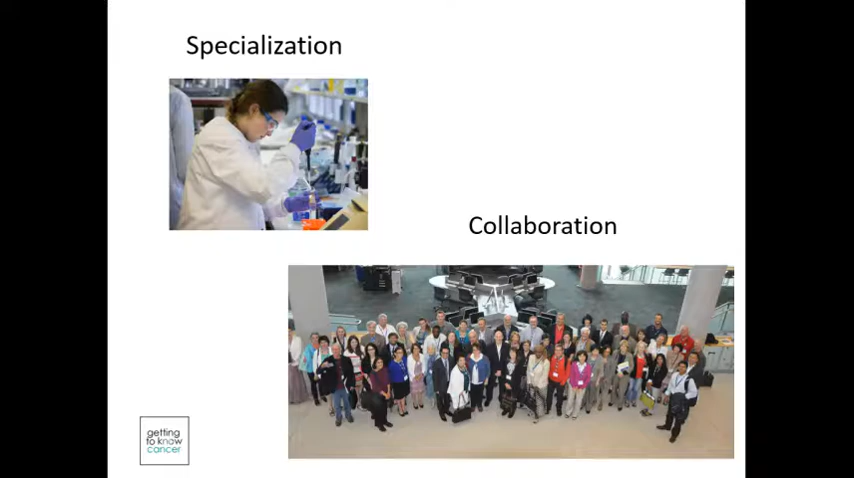 Specialization
Collaboration
getting
to know
cancer